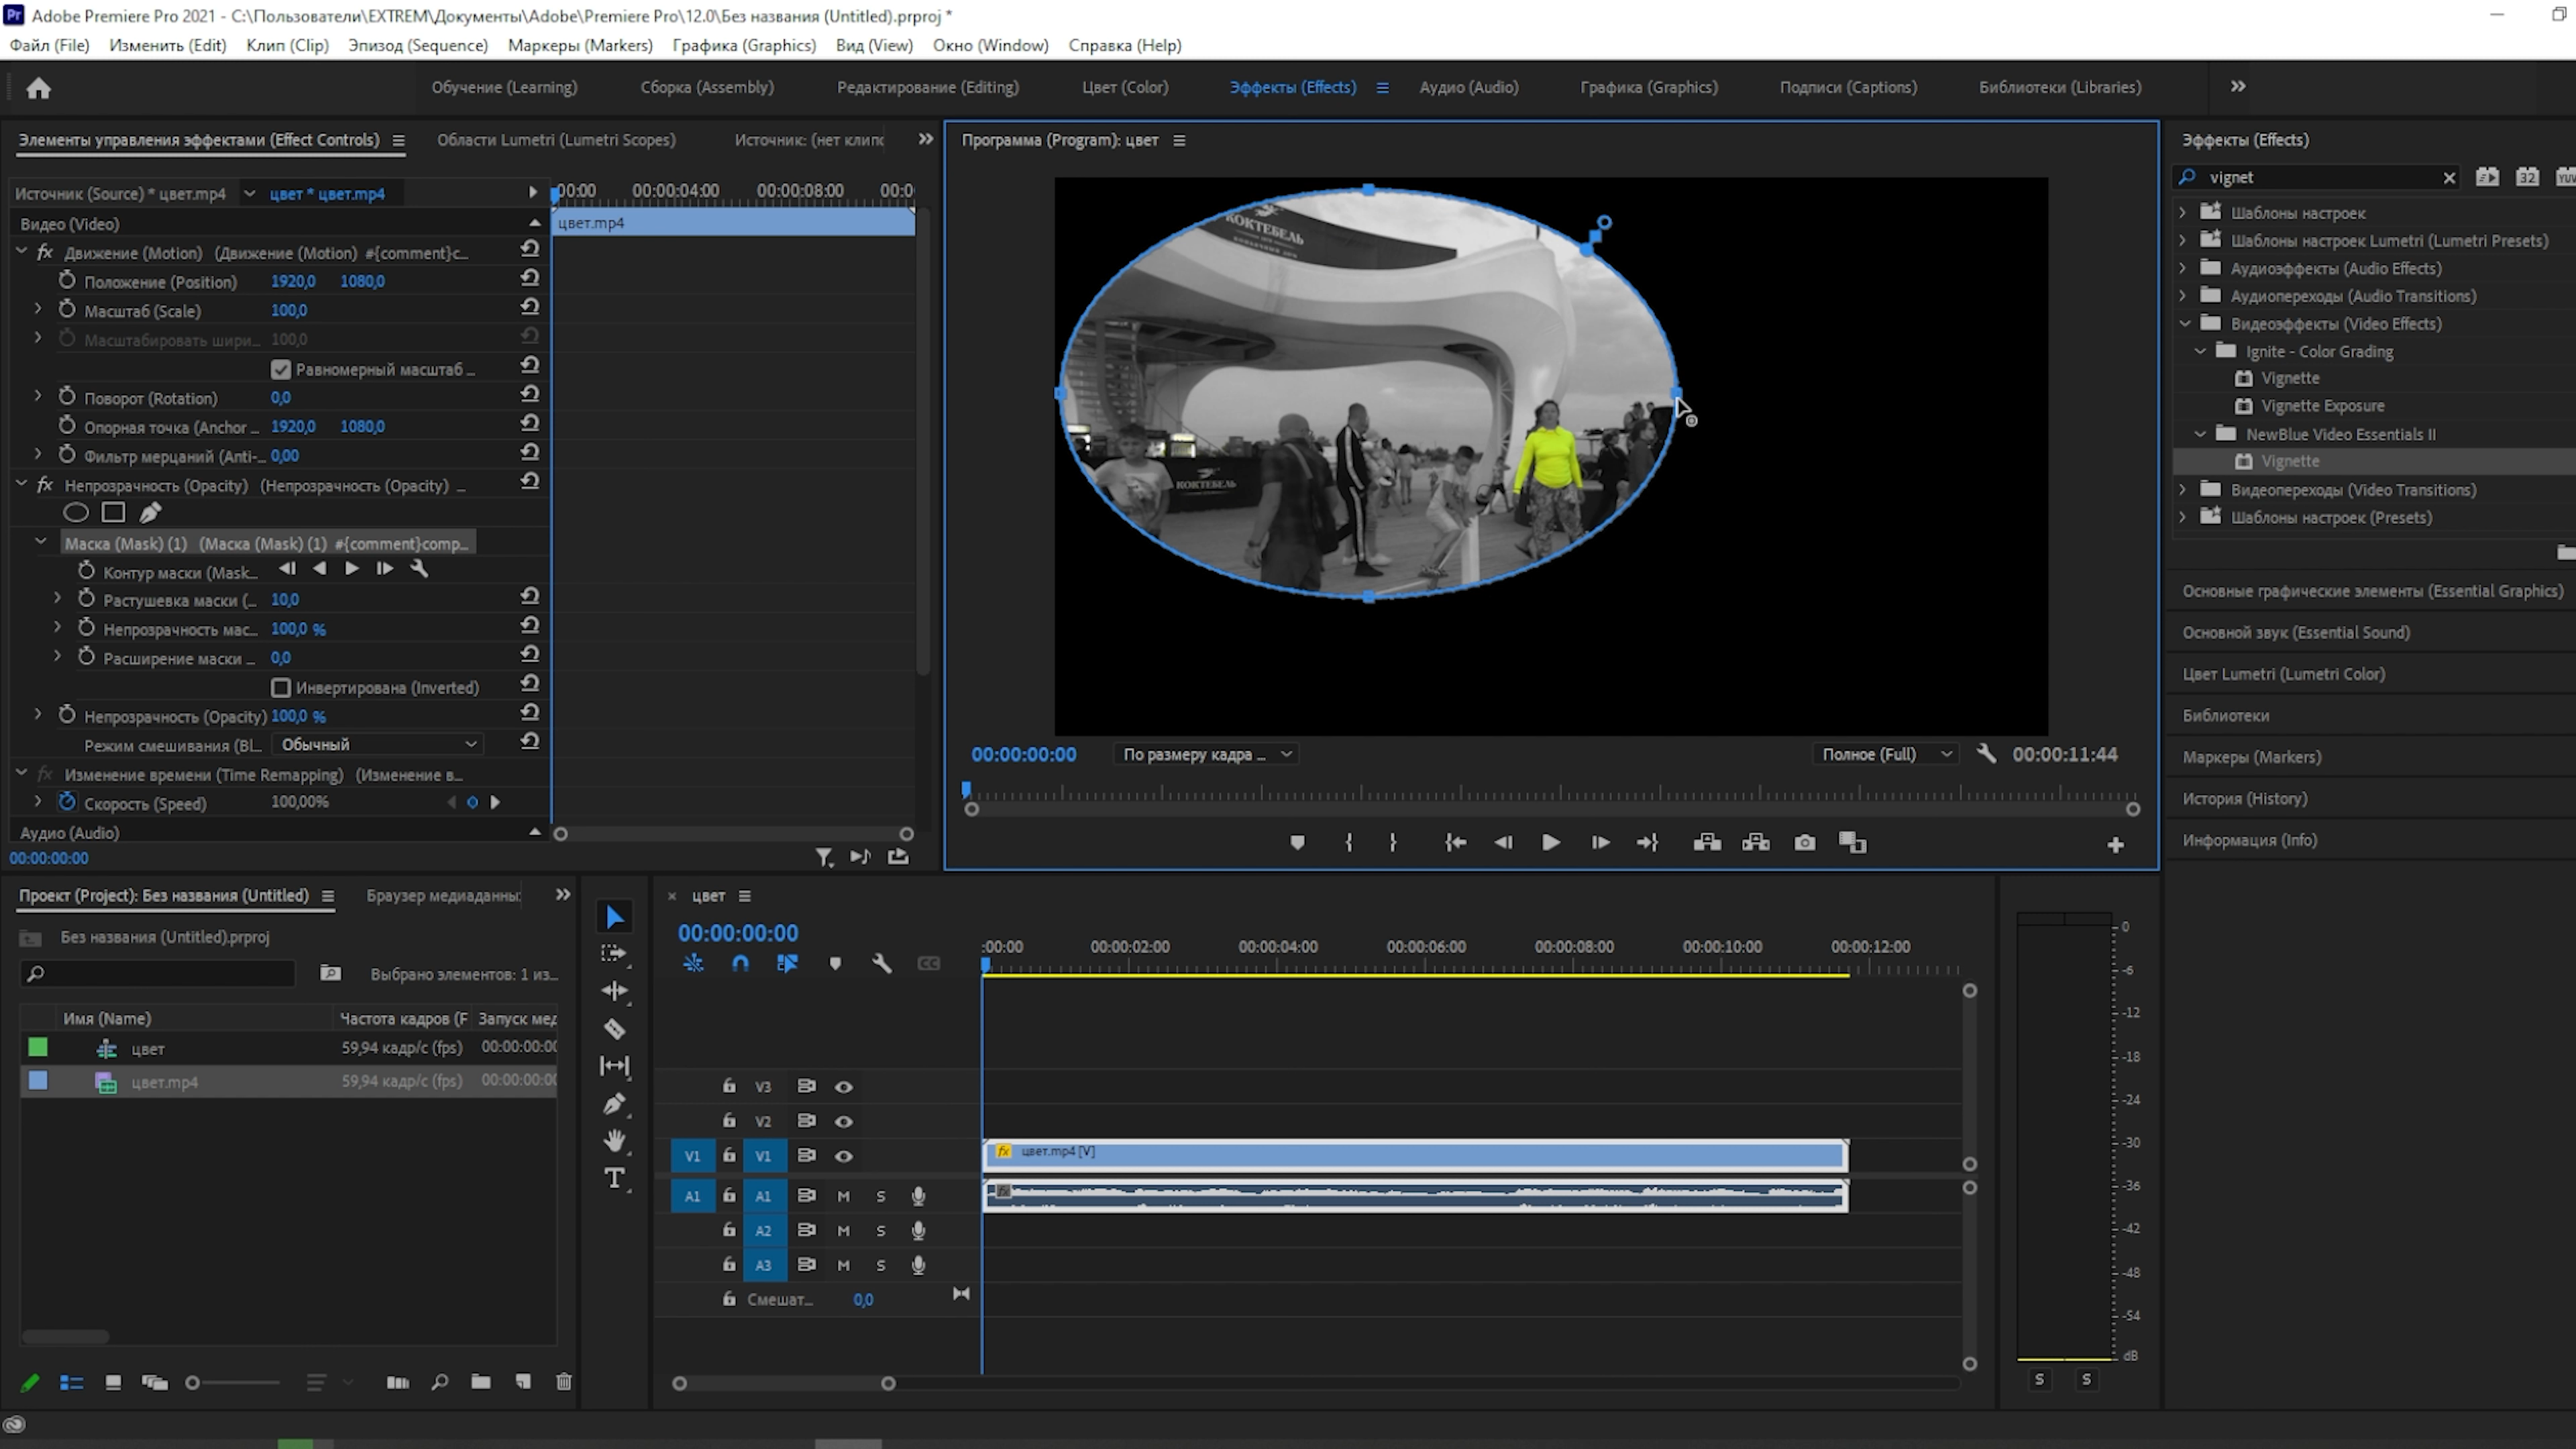 Adobe Premiere Pro 2021 - C:\Пользователи\EXTREM\Документы\Adobe\Premiere Pro\12.0\Без названия (Untitled).prproj *
Файл (File) Изменить (Edit) Клип (Clip) Эпизод (Sequence) Маркеры (Markers) Графика (Graphics) Вид (View) Окно (Window) Справка (Help)
Обучение (Learning) Сборка (Assembly) Редактирование (Editing) Цвет (Color) Эффекты (Effects) Аудио (Audio) Графика (Graphics) Подписи (Captions) Библиотеки (Libraries)
Элементы управления эффектами (Effect Controls) Области Lumetri (Lumetri Scopes) Источник: (нет клипс
Источник (Source) * цвет.mp4 цвет * цвет.mp4
00:00 00:00:04:00 00:00:08:00 00:0
Видео (Video)
цвет.mp4
Движение (Motion) (Движение (Motion) #{comment}c...
Положение (Position) 1920,0 1080,0
Масштаб (Scale) 100,0
Масштабировать шири... 100,0
Равномерный масштаб ...
Поворот (Rotation) 0,0
Опорная точка (Anchor ... 1920,0 1080,0
Фильтр мерцаний (Anti-... 0,00
Непрозрачность (Opacity) (Непрозрачность (Opacity) ...
Маска (Mask) (1) (Маска (Mask) (1) #{comment}comp...
Контур маски (Mask...
Растушевка маски (... 10,0
Непрозрачность мас... 100,0 %
Расширение маски ... 0,0
Инвертирована (Inverted)
Непрозрачность (Opacity) 100,0 %
Режим смешивания (Bl... Обычный
Изменение времени (Time Remapping) (Изменение в...
Скорость (Speed) 100,00%
Аудио (Audio)
00:00:00:00
Программа (Program): цвет
КОКТЕБЕЛЬ
КОКТЕБЕЛЬ
00:00:00:00 По размеру кадра ... Полное (Full) 00:00:11:44
Эффекты (Effects)
vignet
32
YUV
Шаблоны настроек
Шаблоны настроек Lumetri (Lumetri Presets)
Аудиоэффекты (Audio Effects)
Аудиопереходы (Audio Transitions)
Видеоэффекты (Video Effects)
Ignite - Color Grading
Vignette
Vignette Exposure
NewBlue Video Essentials II
Vignette
Видеопереходы (Video Transitions)
Шаблоны настроек (Presets)
Основные графические элементы (Essential Graphics)
Основной звук (Essential Sound)
Цвет Lumetri (Lumetri Color)
Библиотеки
Маркеры (Markers)
История (History)
Информация (Info)
Проект (Project): Без названия (Untitled) Браузер медиаданны:
Без названия (Untitled).prproj
Выбрано элементов: 1 из...
Имя (Name) Частота кадров (F Запуск мед
цвет 59,94 кадр/с (fps) 00:00:00:00
цвет.mp4 59,94 кадр/с (fps) 00:00:00:00
цвет
00:00:00:00
:00:00 00:00:02:00 00:00:04:00 00:00:06:00 00:00:08:00 00:00:10:00 00:00:12:00
V3
V2
V1 V1
цвет.mp4 [V]
A1 A1 M S
A2 M S
A3 M S
Смешат... 0,0
0
-6
-12
-18
-24
-30
-36
-42
-48
-54
dB
S S